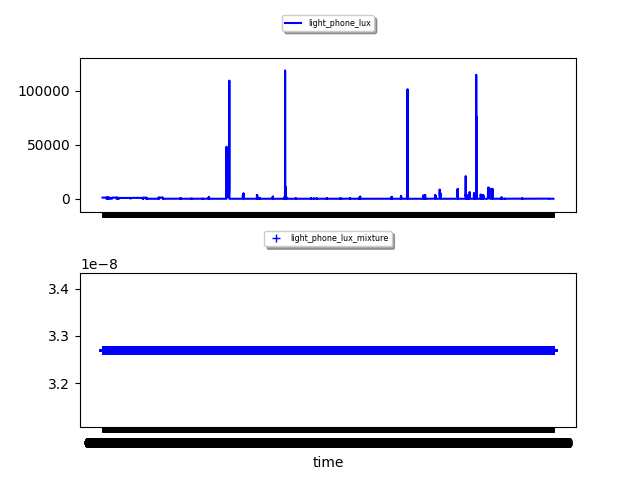 light_phone_lux
100000
50000
0
light_phone_lux_mixture
1e−8
3.4
3.3
3.2
time